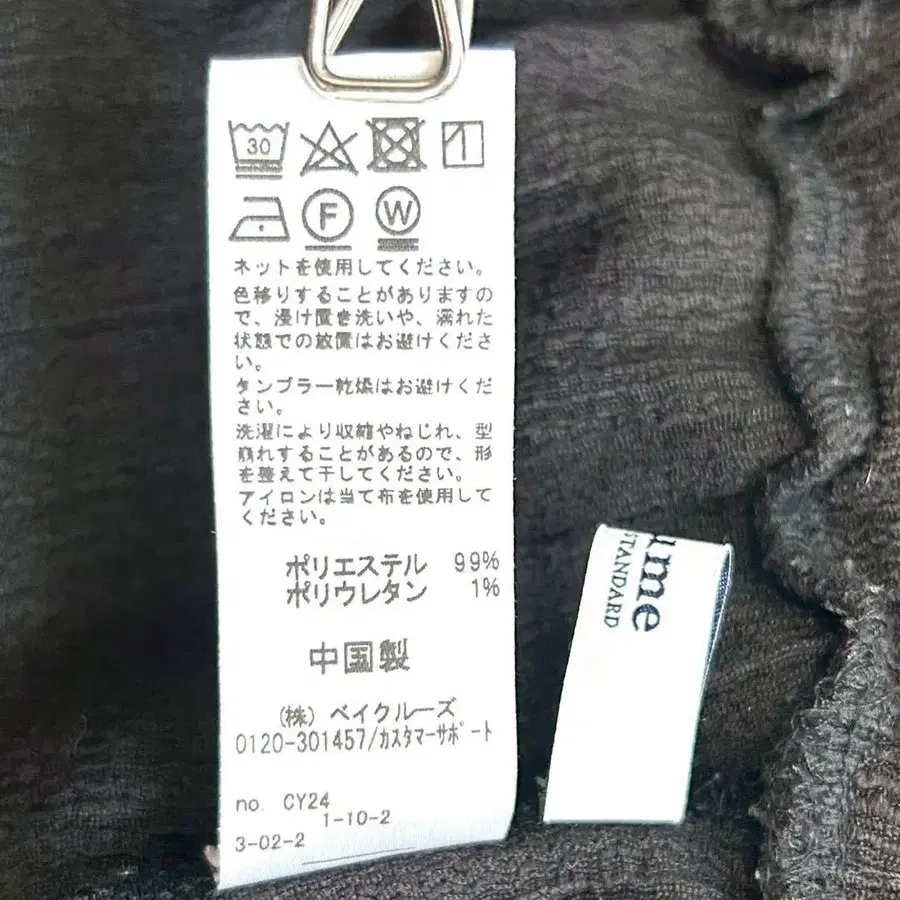 30
F
W
ネットを使用してください。
色移りすることがありますの
で、浸け置き洗いや、濡れた
状態での放置はお避けくださ
い。
タンブラー乾燥はお避けくだ
さい。
洗濯により収縮やねじれ、型
崩れすることがあるので、形
を整えて干してください。
アイロンは当て布を使用して
ください。
ポリエステル 99%
ポリウレタン 1%
中国製
(株) ベイクルーズ
0120-301457/カスタマーサポート
no. CY24
1-10-2
3-02-2
ume
STANDARD